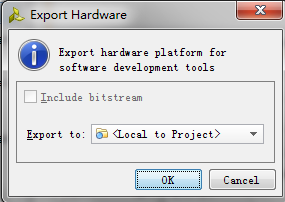 Export Hardware
Export hardware platform for
software development tools
Include bitstream
Export to: <Local to Project>
OK Cancel